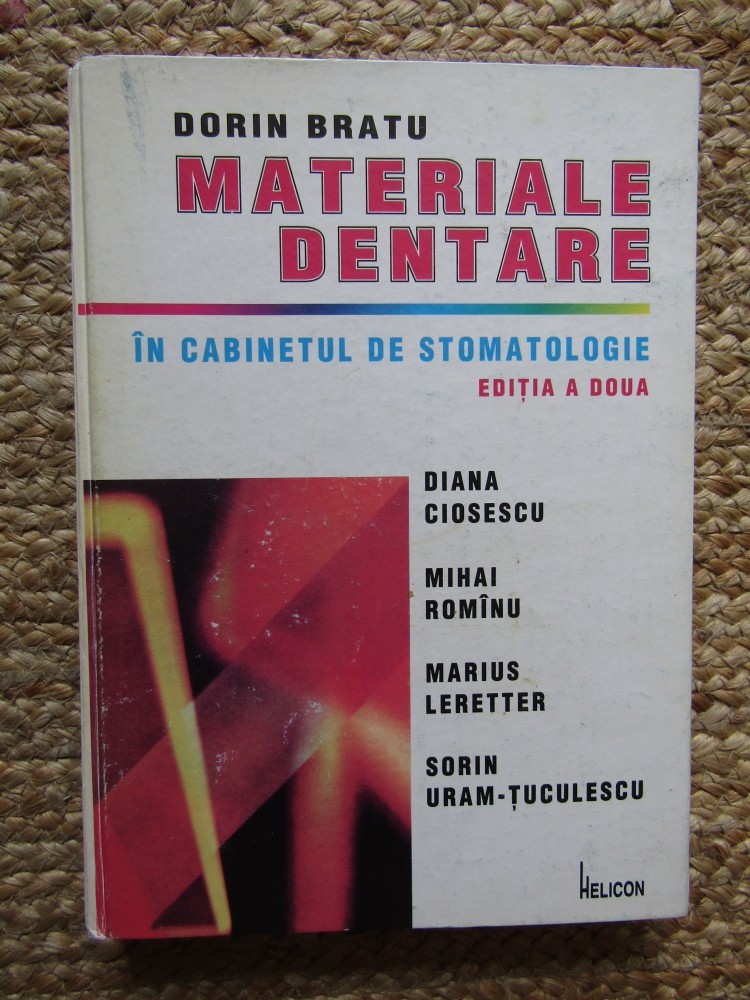 DORIN BRATU
MATERIALE
DENTARE
ÎN CABINETUL DE STOMATOLOGIE
EDIȚIA A DOUA
DIANA
CIOSESCU
MIHAI
ROMÎNU
MARIUS
LERETTER
SORIN
URAM-ȚUCULESCU
HELICON